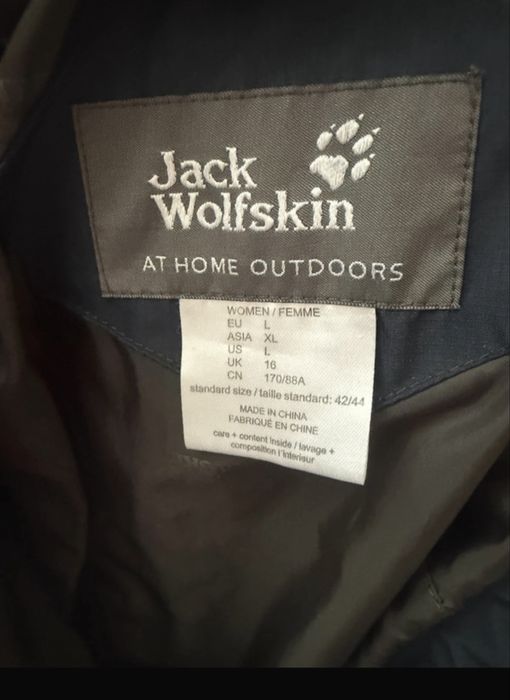 Jack
Wolfskin
AT HOME OUTDOORS
WOMEN / FEMME
EU L
ASIA XL
US L
UK 16
CN 170/88A
standard size / taille standard: 42/44
MADE IN CHINA
FABRIQUÉ EN CHINE
care + content inside / lavage +
composition l'interieur